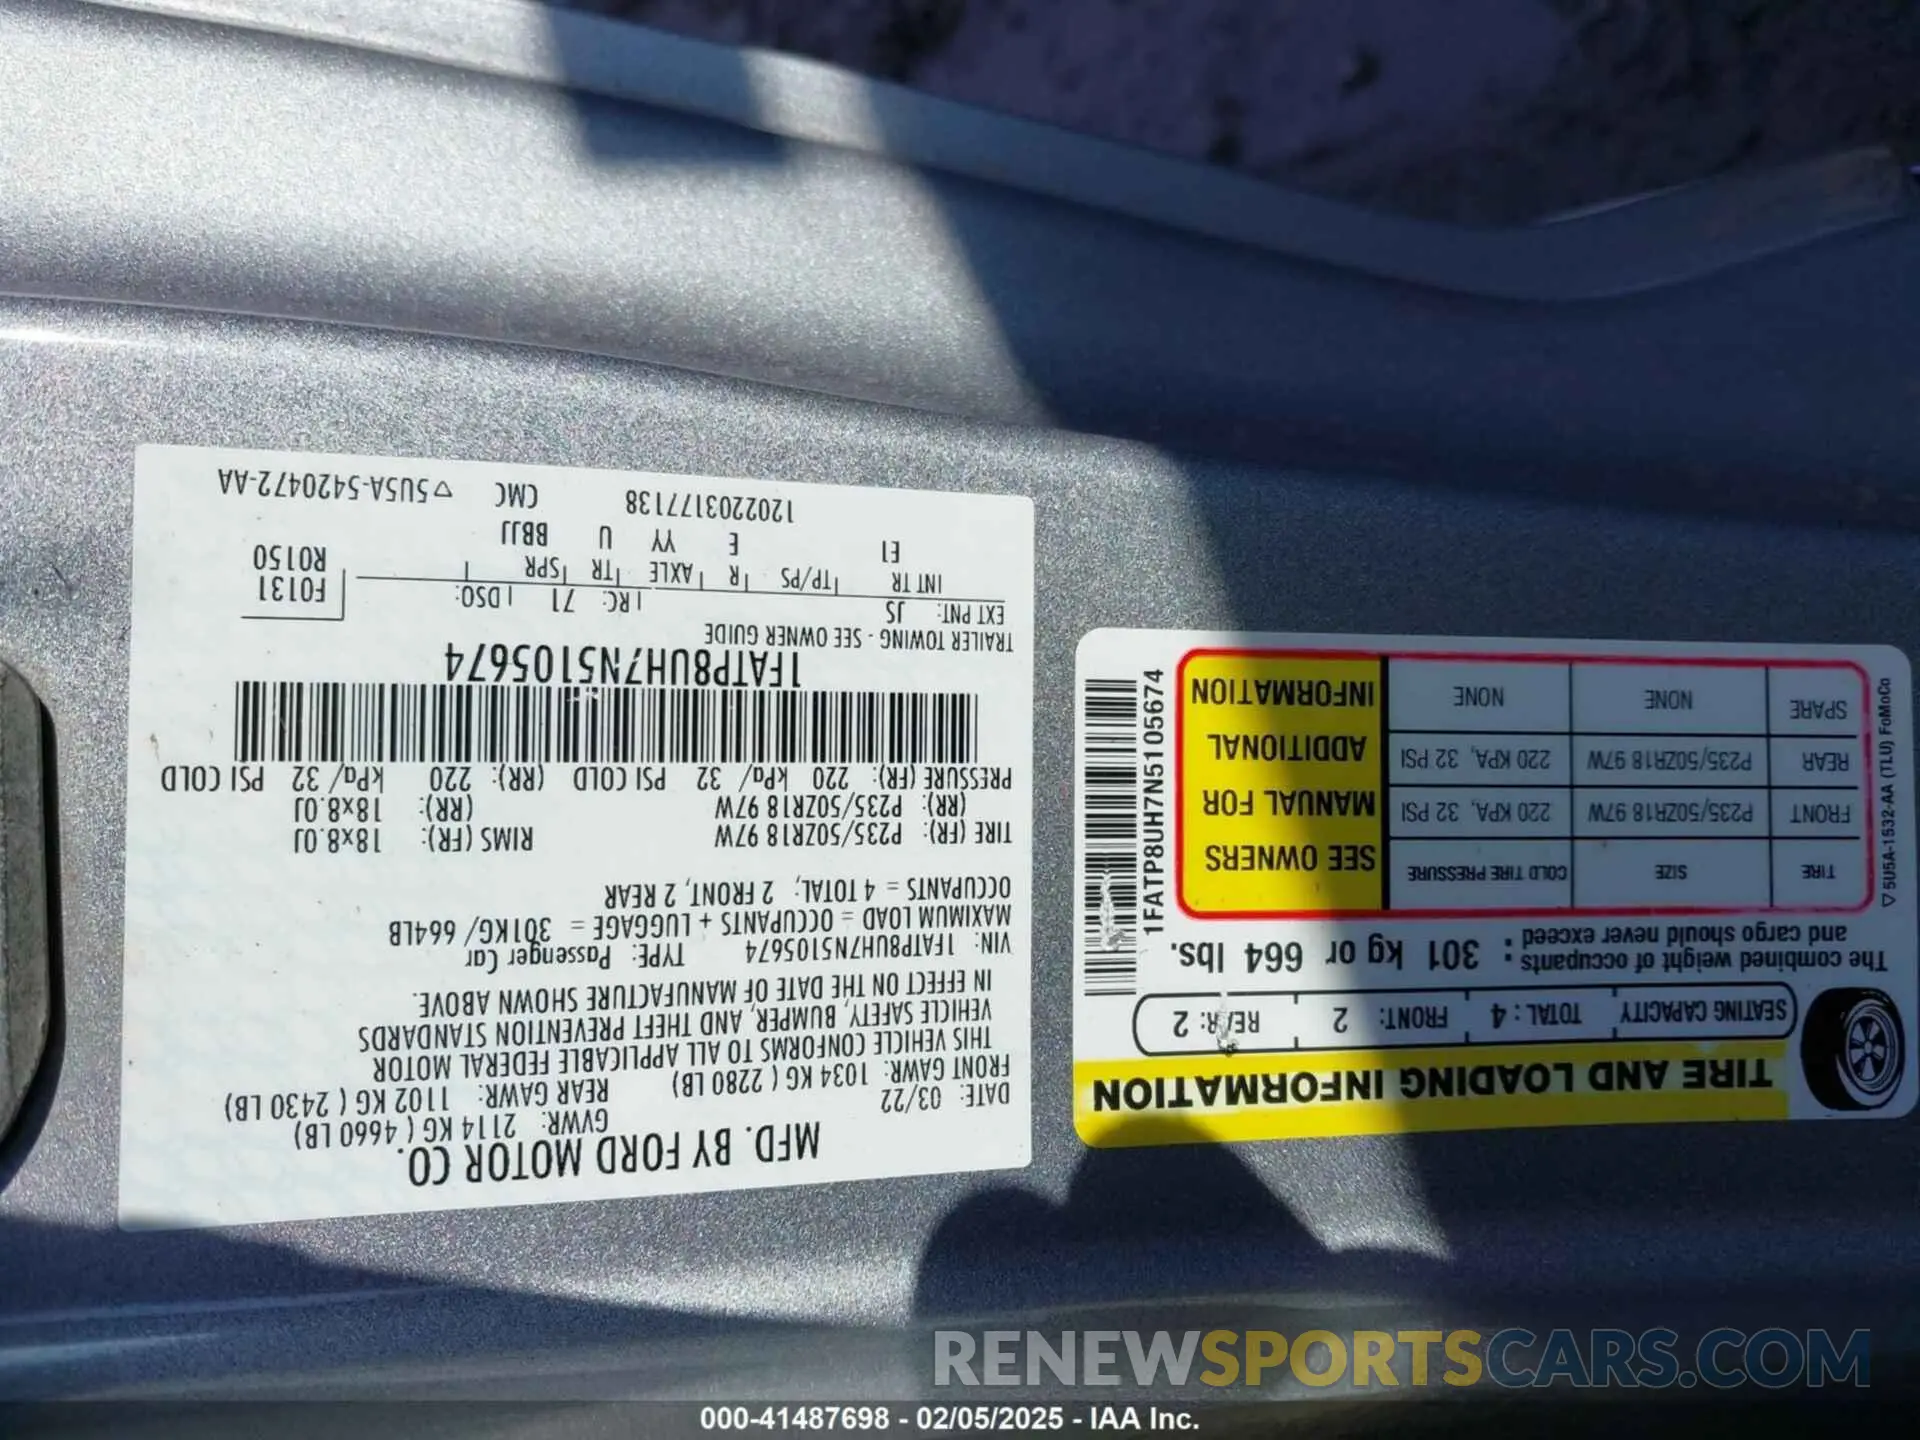 MFD. BY FORD MOTOR CO.
DATE: 03/22 GVWR: 2114 KG ( 4660 LB)
FRONT GAWR: 1034 KG ( 2280 LB) REAR GAWR: 1102 KG ( 2430 LB)
THIS VEHICLE CONFORMS TO ALL APPLICABLE FEDERAL MOTOR
VEHICLE SAFETY, BUMPER, AND THEFT PREVENTION STANDARDS
IN EFFECT ON THE DATE OF MANUFACTURE SHOWN ABOVE.
VIN: 1FATP8UH7N5105674 TYPE: Passenger Car
MAXIMUM LOAD = OCCUPANTS + LUGGAGE = 301KG/ 664LB
OCCUPANTS = 4 TOTAL; 2 FRONT, 2 REAR
TIRE (FR): P235/50ZR18 97W RIMS (FR): 18x8.0J
(RR): P235/50ZR18 97W (RR): 18x8.0J
PRESSURE (FR): 220 kPa/ 32 PSI COLD (RR): 220 kPa/ 32 PSI COLD
1FATP8UH7N5105674
TRAILER TOWING - SEE OWNER GUIDE
EXT PNT: JS RC: 71 DSO: F0131
INT TR TP/PS R AXLE TR SPR R0150
E1 E YY U BBJJ
120220317138 CMC ▽5U5A-5420472-AA
TIRE AND LOADING INFORMATION
SEATING CAPACITY TOTAL : 4 FRONT: 2 REAR: 2
The combined weight of occupants
and cargo should never exceed : 301 kg or 664 lbs.
TIRE SIZE COLD TIRE PRESSURE
FRONT P235/50ZR18 97W 220 KPA, 32 PSI
REAR P235/50ZR18 97W 220 KPA, 32 PSI
SPARE NONE NONE
SEE OWNERS
MANUAL FOR
ADDITIONAL
INFORMATION
1FATP8UH7N5105674
▽5U5A-1532-AA (TLU) FoMoCo
RENEWSPORTSCARS.COM
000-41487698 - 02/05/2025 - IAA Inc.